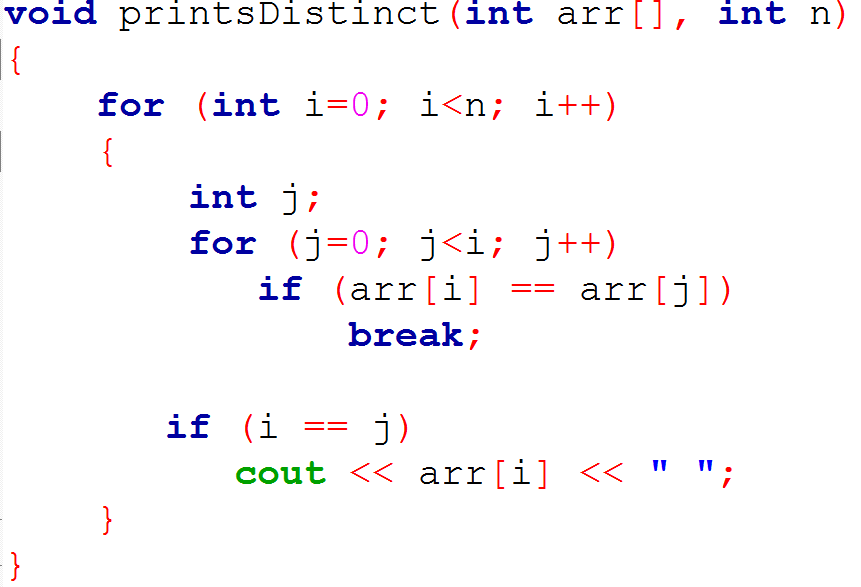 void printsDistinct(int arr[], int n)
{
    for (int i=0; i<n; i++)
    {
        int j;
        for (j=0; j<i; j++)
           if (arr[i] == arr[j])
               break;
       if (i == j)
          cout << arr[i] << " ";
    }
}